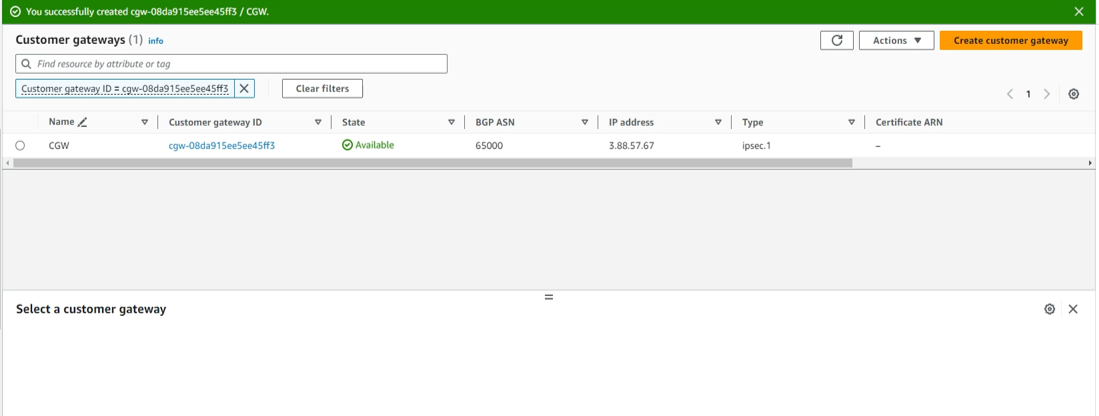 You successfully created cgw-08da915ee5ee45ff3 / CGW.
Customer gateways (1) info
Actions
Create customer gateway
Find resource by attribute or tag
Customer gateway ID = cgw-08da915ee5ee45ff3
Clear filters
1
Name Customer gateway ID State BGP ASN IP address Type Certificate ARN
CGW cgw-08da915ee5ee45ff3 Available 65000 3.88.57.67 ipsec.1 –
Select a customer gateway